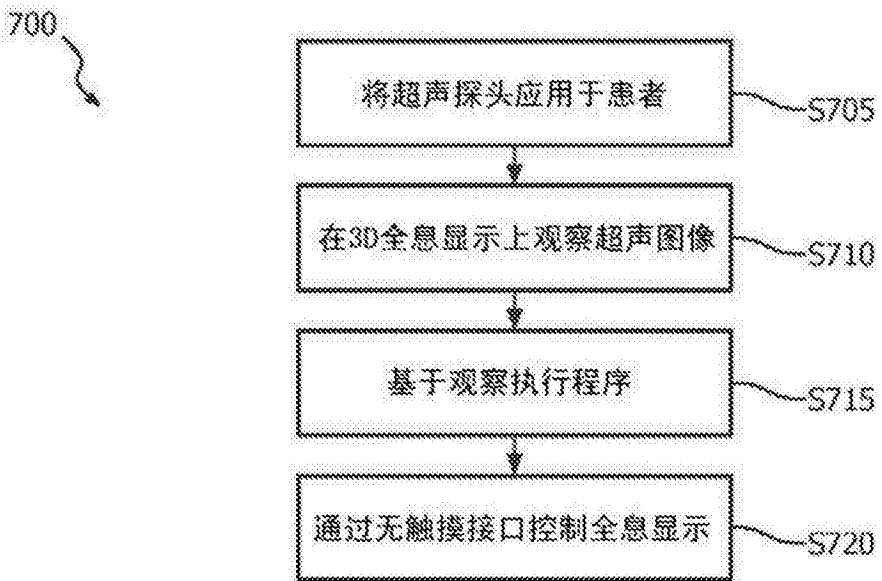 700
将超声探头应用于患者
S705
在3D全息显示上观察超声图像
S710
基于观察执行程序
S715
通过无触摸接口控制全息显示
S720